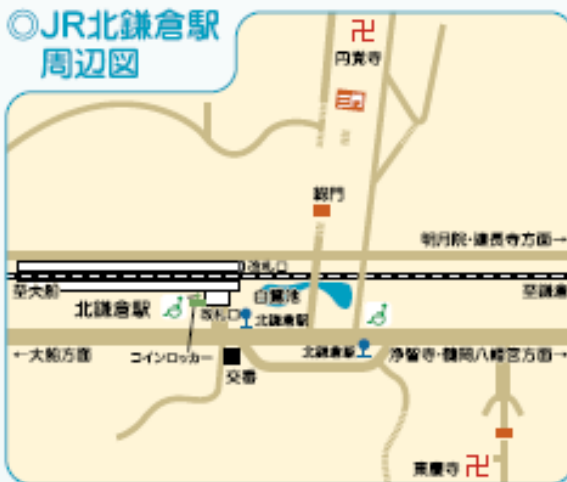 ◎JR北鎌倉駅
周辺図
卍
円覚寺
総門
明月院・建長寺方面→
改札口
至大船
至鎌倉
北鎌倉駅
白鷺池
改札口
北鎌倉駅
←大船方面
コインロッカー
北鎌倉駅
浄智寺・鶴岡八幡宮方面→
交番
東慶寺 卍